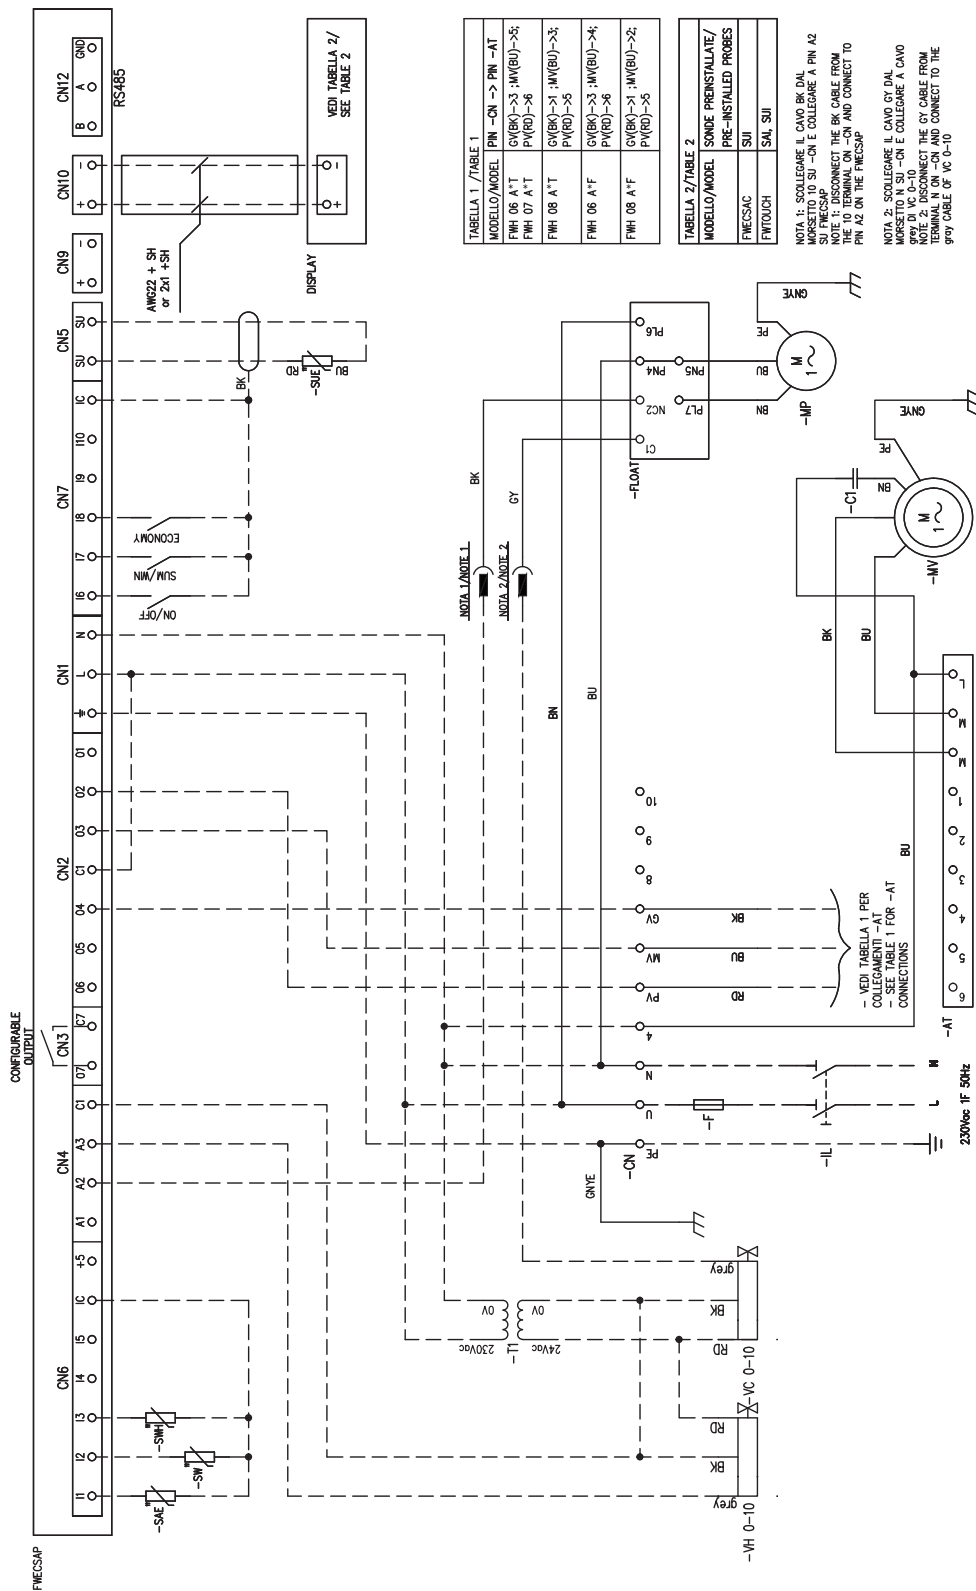 FWECSAP
CN6
I1
I2
I3
I4
I5
IC
+5
CN4
A1
A2
A3
C1
CONFIGURABLE
OUTPUT
CN3
07
C7
CN2
06
05
04
C1
03
02
01
CN1
L
N
CN7
I6
I7
I8
I9
I10
IC
CN5
SU
SU
CN9
+
-
CN10
+
-
CN12
B
A
GND
RS485
-SAE
-SW
-SWH
ON/OFF
SUM/WIN
ECONOMY
BK
RD
BU
-SUE
AWG22 + SH
or 2x1 +SH
DISPLAY
+
-
VEDI TABELLA 2/
SEE TABLE 2
230Vac
0V
-T1
24Vac
0V
-VH 0-10
grey
BK
RD
-VC 0-10
RD
BK
grey
GNYE
-CN
PE
U
N
4
PV
MV
GV
8
9
10
RD
BU
BK
-F
-IL
230Vac 1F 50Hz
L
N
- VEDI TABELLA 1 PER
COLLEGAMENTI -AT
- SEE TABLE 1 FOR -AT
CONNECTIONS
-AT
6
5
4
3
2
1
M
M
L
BU
BK
BU
BN
BU
NOTA 1/NOTE 1
NOTA 2/NOTE 2
BK
GY
-FLOAT
C1
NC2
PL7
PN4
PN5
PL6
BN
BU
PE
GNYE
-MP
M
1
-C1
BN
PE
GNYE
-MV
M
1
TABELLA 1 /TABLE 1
MODELLO/MODEL PIN -CN -> PIN -AT
FWH 06 A*T GV(BK)->3 ;MV(BU)->5;
FWH 07 A*T PV(RD)->6
FWH 08 A*T GV(BK)->1 ;MV(BU)->3;
PV(RD)->5
FWH 06 A*F GV(BK)->3 ;MV(BU)->4;
PV(RD)->6
FWH 08 A*F GV(BK)->1 ;MV(BU)->2;
PV(RD)->5
TABELLA 2/TABLE 2
MODELLO/MODEL SONDE PREINSTALLATE/
PRE-INSTALLED PROBES
FWECSAC SUI
FWTOUCH SAI, SUI
NOTA 1: SCOLLEGARE IL CAVO BK DAL
MORSETTO 10 SU -CN E COLLEGARE A PIN A2
SU FWECSAP
NOTE 1: DISCONNECT THE BK CABLE FROM
THE 10 TERMINAL ON -CN AND CONNECT TO
PIN A2 ON THE FWECSAP
NOTA 2: SCOLLEGARE IL CAVO GY DAL
MORSETTO N SU -CN E COLLEGARE A CAVO
grey DI VC 0-10
NOTE 2: DISCONNECT THE GY CABLE FROM
TERMINAL N ON -CN AND CONNECT TO THE
gray CABLE OF VC 0-10